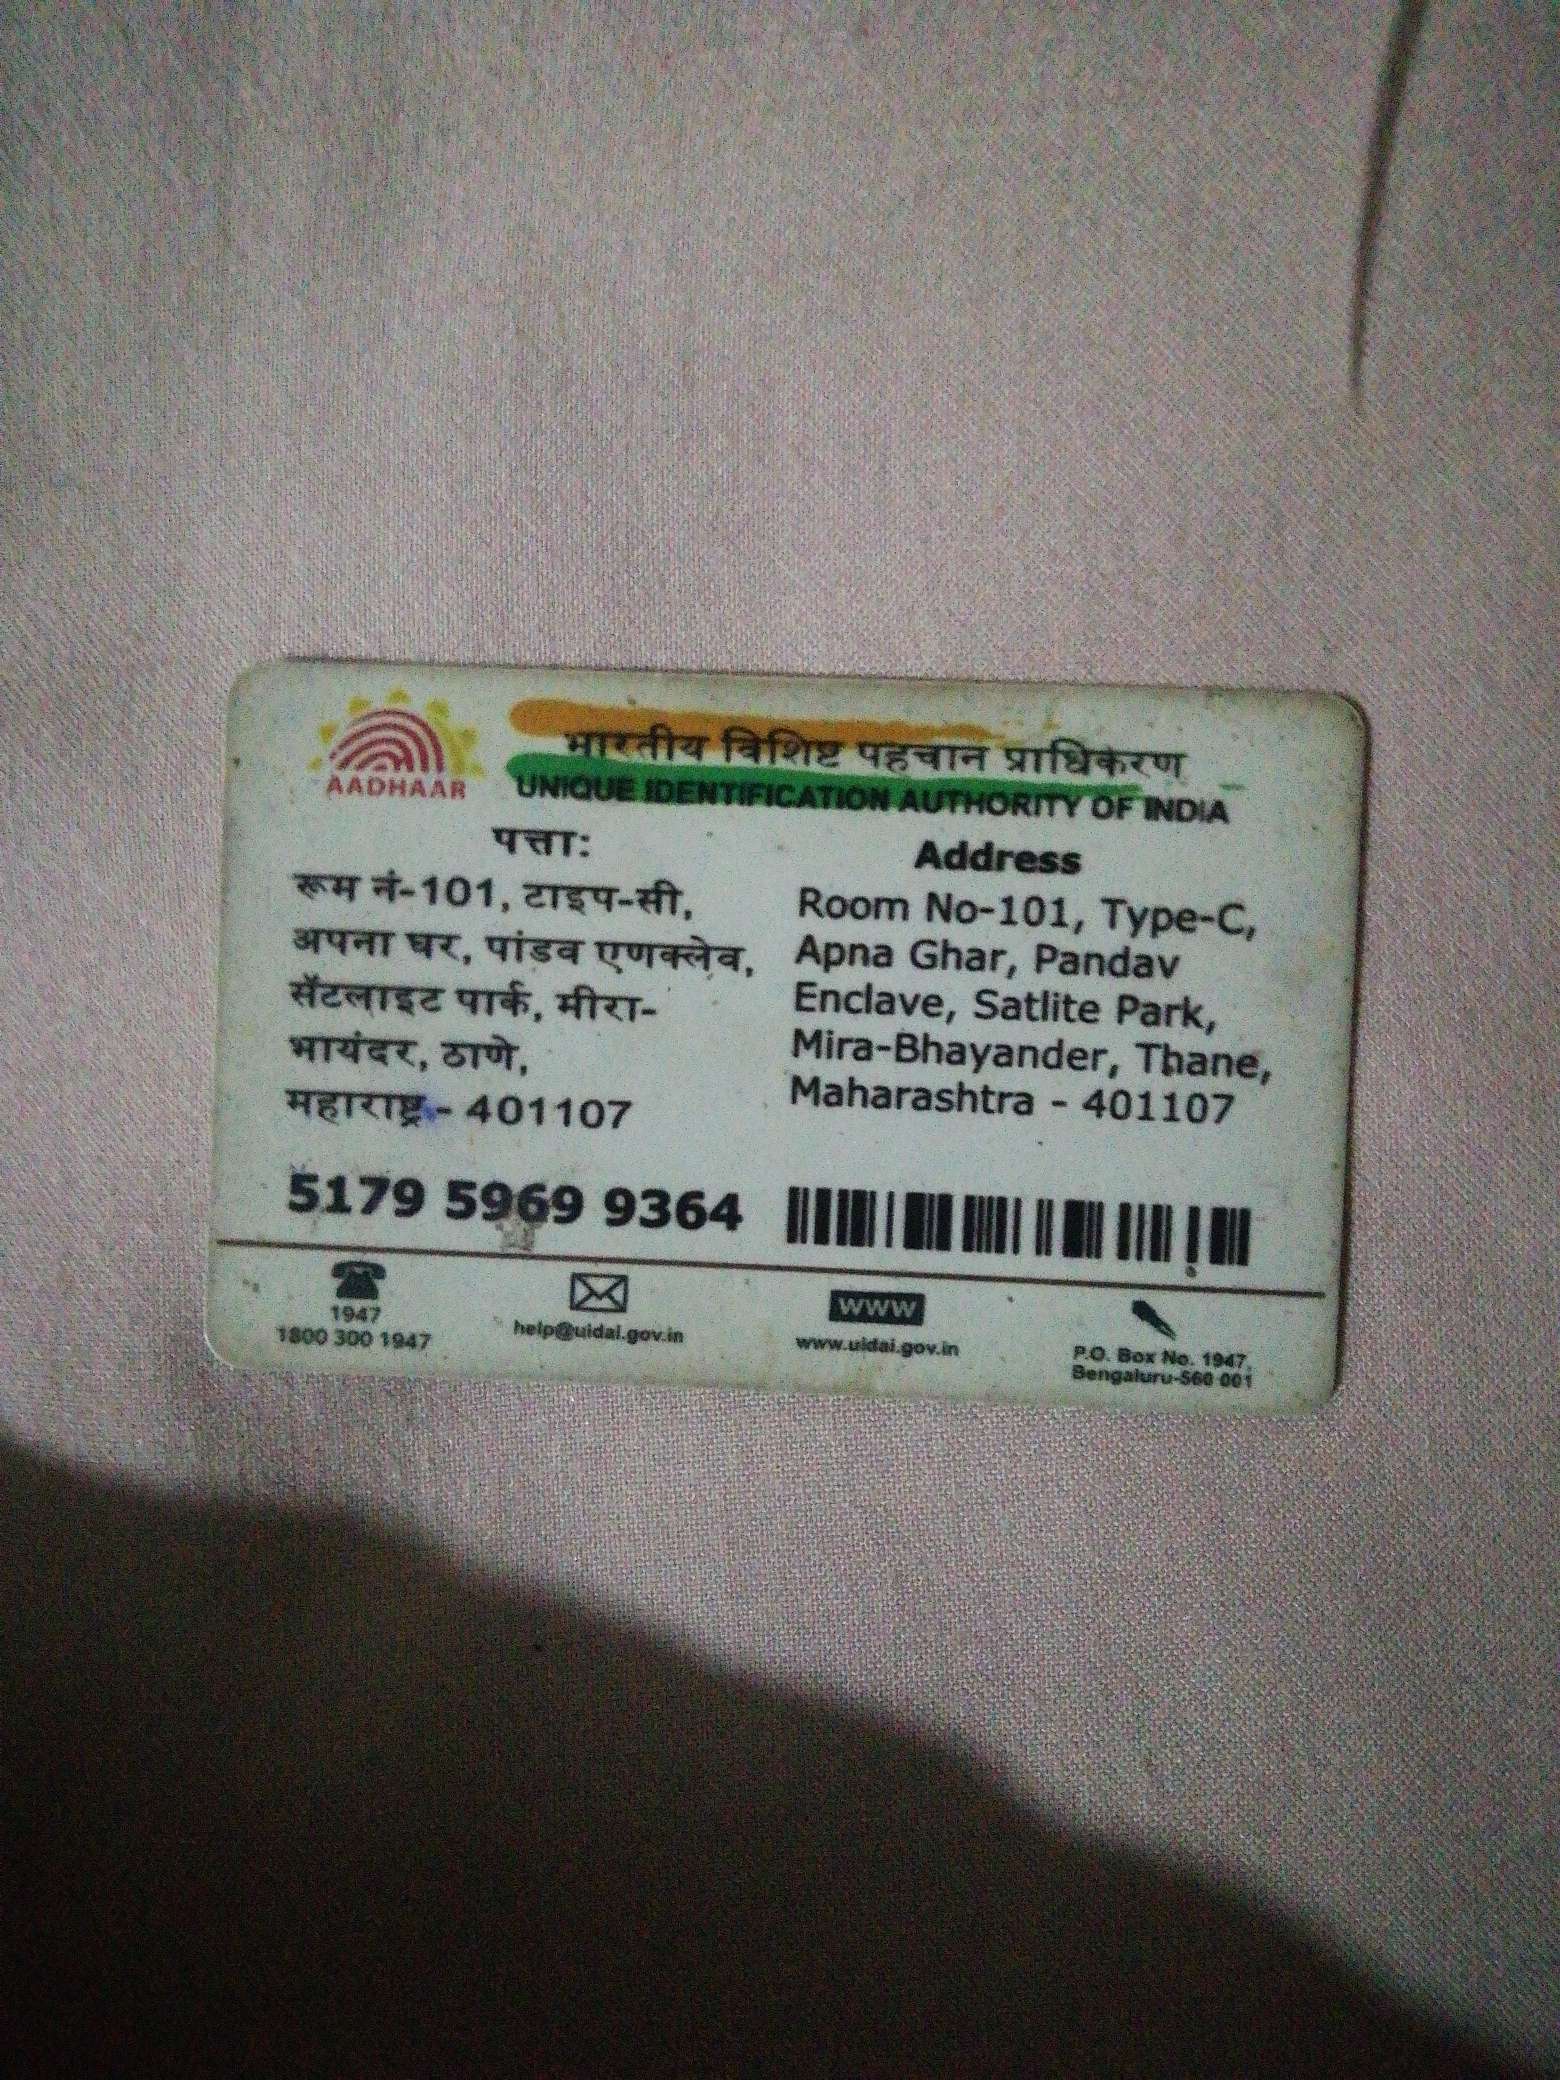 AADHAAR
भारतीय विशिष्ट पहचान प्राधिकरण
UNIQUE IDENTIFICATION AUTHORITY OF INDIA
पत्ता:
रूम नं-101, टाइप-सी,
अपना घर, पांडव एणक्लेव,
सॅटलाइट पार्क, मीरा-
भायंदर, ठाणे,
महाराष्ट्र - 401107
Address
Room No-101, Type-C,
Apna Ghar, Pandav
Enclave, Satlite Park,
Mira-Bhayander, Thane,
Maharashtra - 401107
5179 5969 9364
1947
1800 300 1947
help@uidai.gov.in
www
www.uidai.gov.in
P.O. Box No. 1947,
Bengaluru-560 001